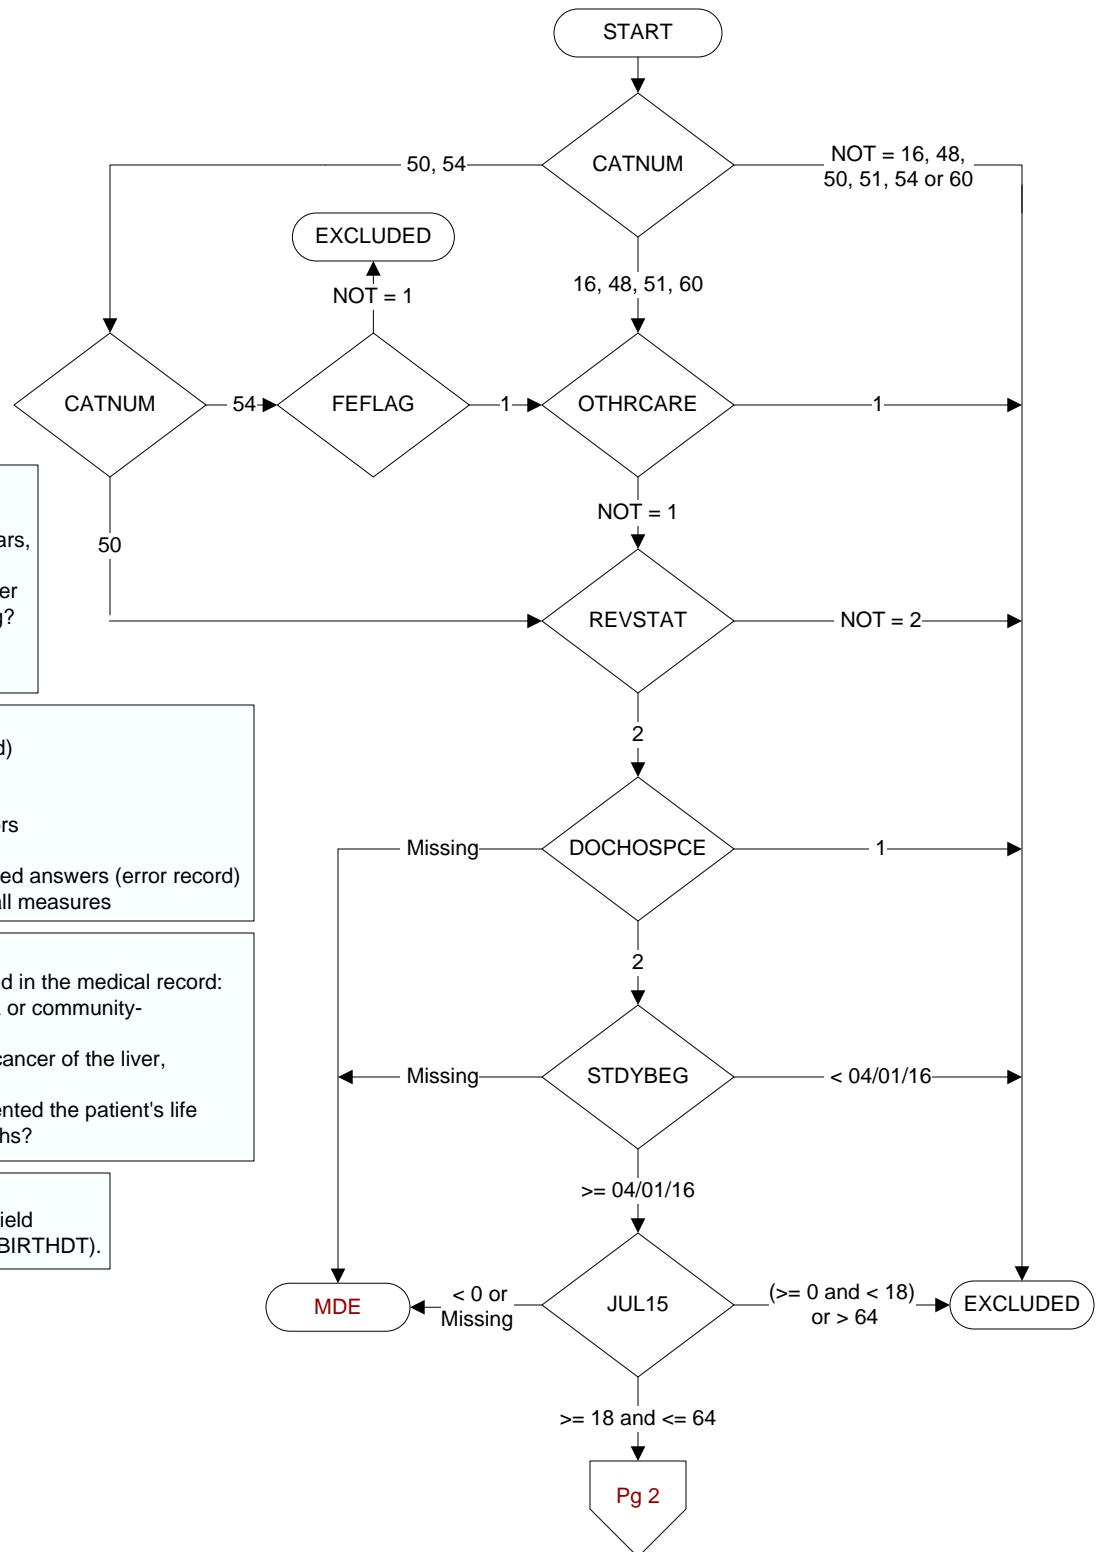 START
CATNUM
50, 54
NOT = 16, 48,
50, 51, 54 or 60
EXCLUDED
NOT = 1
16, 48, 51, 60
CATNUM
54
FEFLAG
1
OTHRCARE
1
NOT = 1
50
REVSTAT
NOT = 2
ars,
er
g?
2
d)
ors
ed answers (error record)
all measures
Missing
DOCHOSPCE
1
2
ed in the medical record:
or community-
cancer of the liver,
ented the patient's life
hs?
Missing
STDYBEG
< 04/01/16
>= 04/01/16
ield
BIRTHDT).
MDE
< 0 or
Missing
JUL15
(>= 0 and < 18)
or > 64
EXCLUDED
>= 18 and <= 64
Pg 2